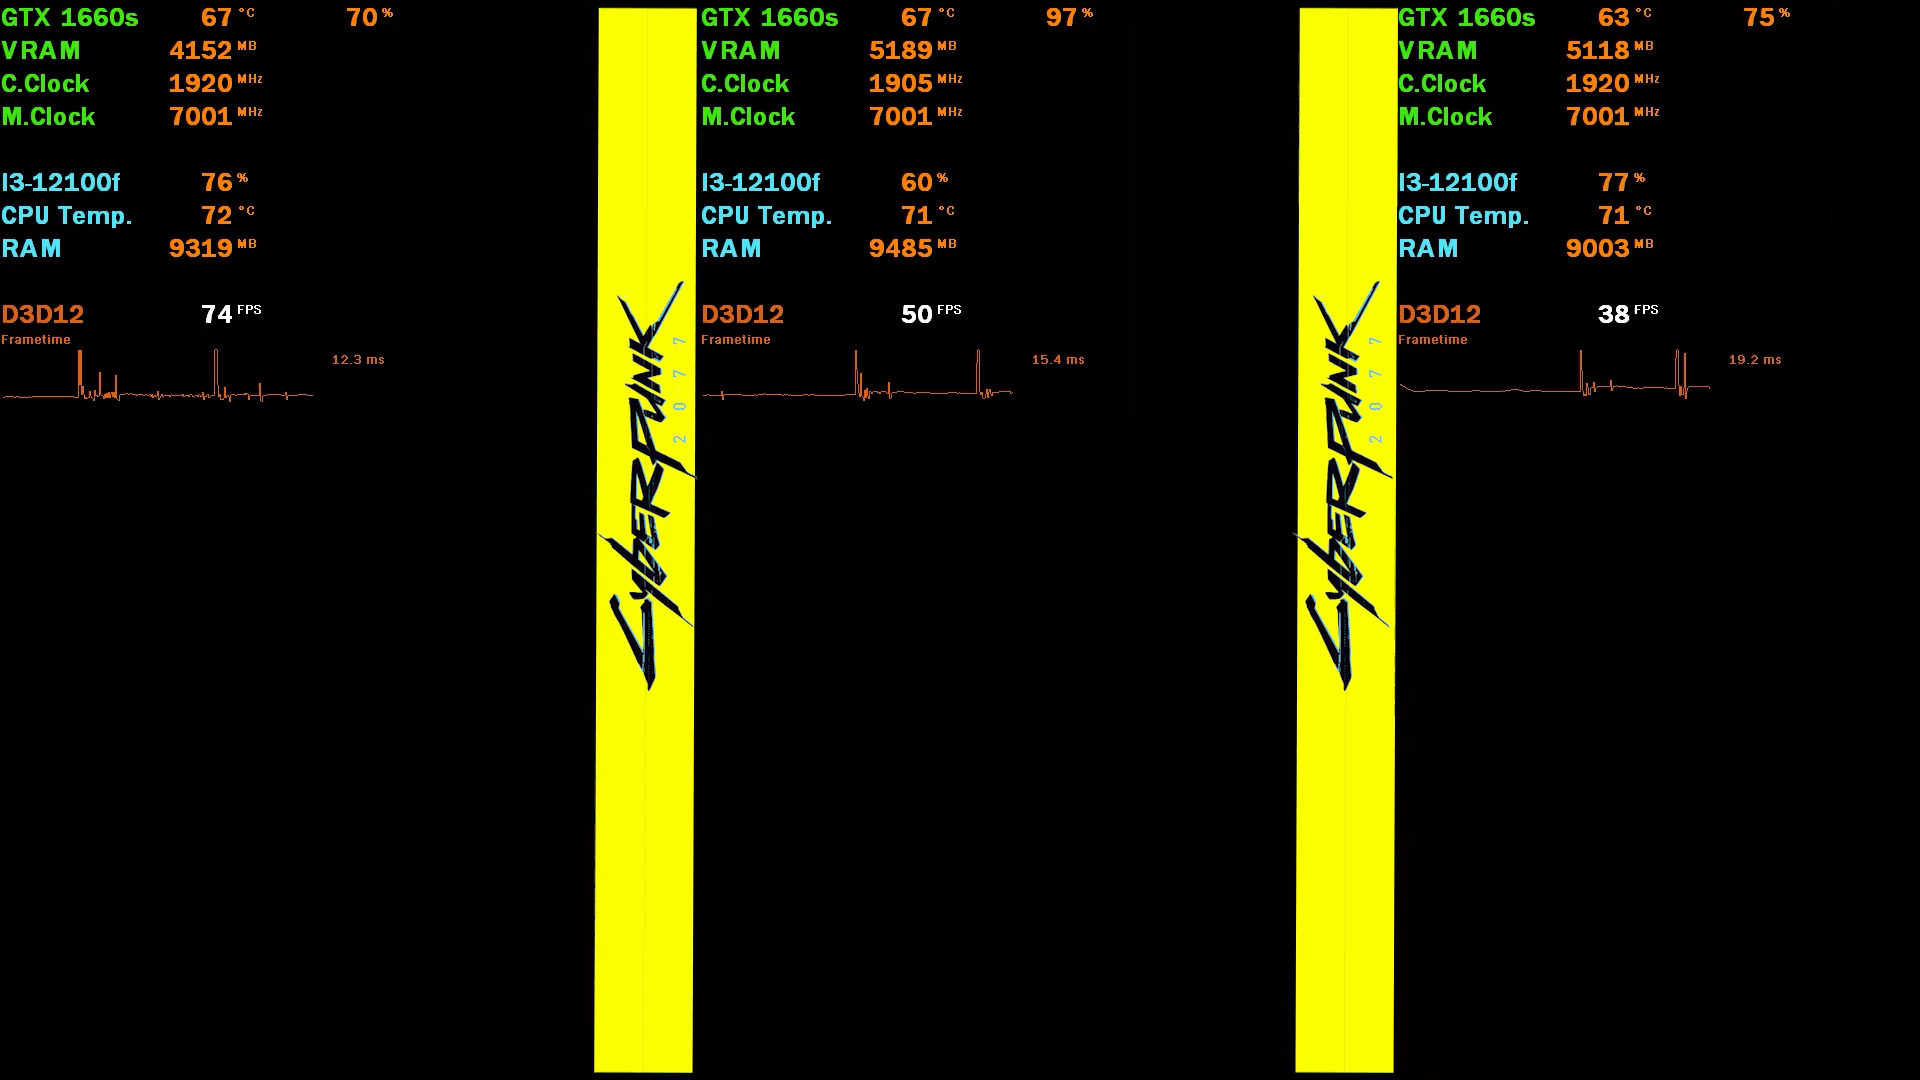 GTX 1660s 67 °C 70 %
VRAM 4152 MB
C.Clock 1920 MHz
M.Clock 7001 MHz
I3-12100f 76 %
CPU Temp. 72 °C
RAM 9319 MB
D3D12 74 FPS
Frametime
12.3 ms
CYBERPUNK
2077
GTX 1660s 67 °C 97 %
VRAM 5189 MB
C.Clock 1905 MHz
M.Clock 7001 MHz
I3-12100f 60 %
CPU Temp. 71 °C
RAM 9485 MB
D3D12 50 FPS
Frametime
15.4 ms
CYBERPUNK
2077
GTX 1660s 63 °C 75 %
VRAM 5118 MB
C.Clock 1920 MHz
M.Clock 7001 MHz
I3-12100f 77 %
CPU Temp. 71 °C
RAM 9003 MB
D3D12 38 FPS
Frametime
19.2 ms